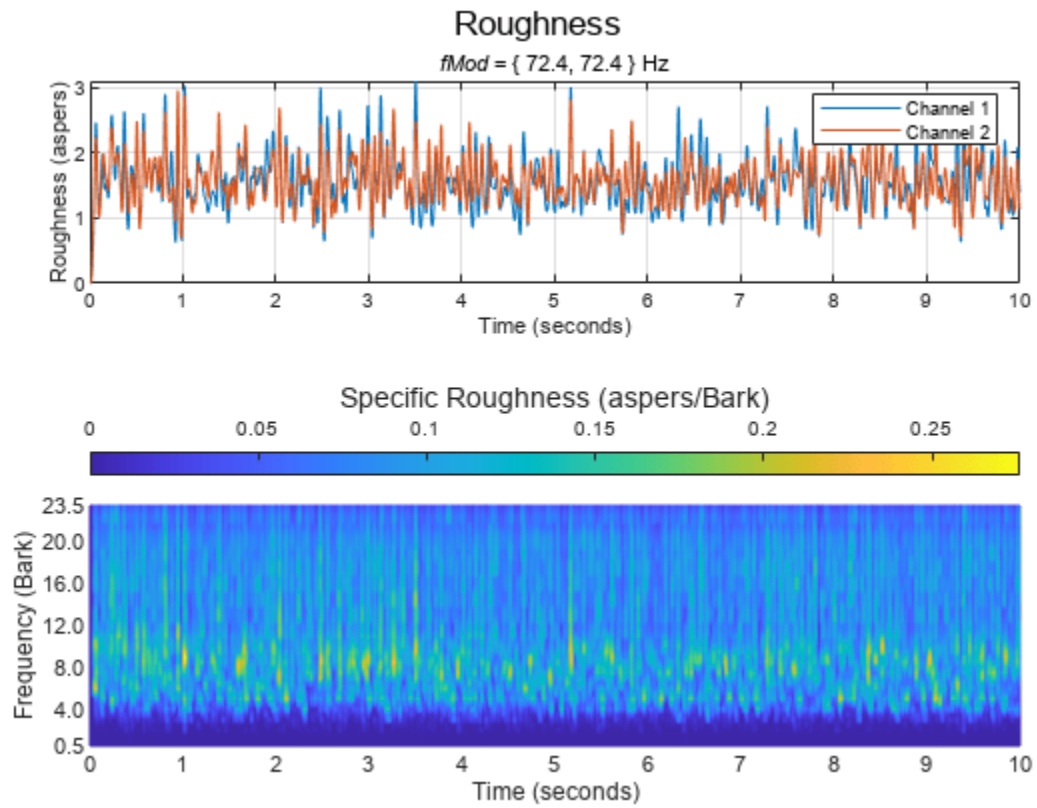 Roughness
fMod = { 72.4, 72.4 } Hz
Roughness (aspers)
3
2
1
0
Channel 1
Channel 2
0 1 2 3 4 5 6 7 8 9 10
Time (seconds)
Specific Roughness (aspers/Bark)
0 0.05 0.1 0.15 0.2 0.25
Frequency (Bark)
23.5
20.0
16.0
12.0
8.0
4.0
0.5
0 1 2 3 4 5 6 7 8 9 10
Time (seconds)